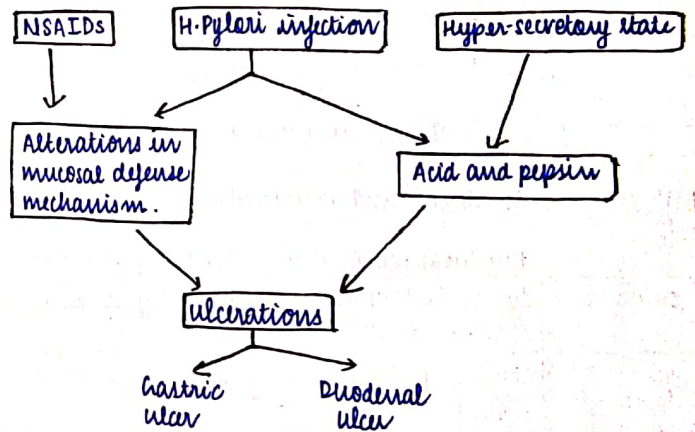 NSAIDs
H.Pylori infection
Hyper-secretory state
Alterations in
mucosal defense
mechanism.
Acid and pepsin
Ulcerations
Gastric
ulcer
Duodenal
ulcer